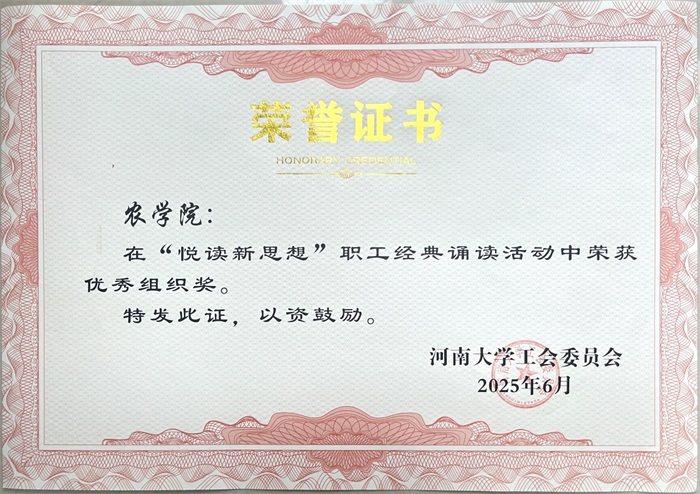 荣誉证书
HONORARY CREDENTIAL
农学院：
在“悦读新思想”职工经典诵读活动中荣获
优秀组织奖。
特发此证，以资鼓励。
河南大学工会委员会
2025年6月